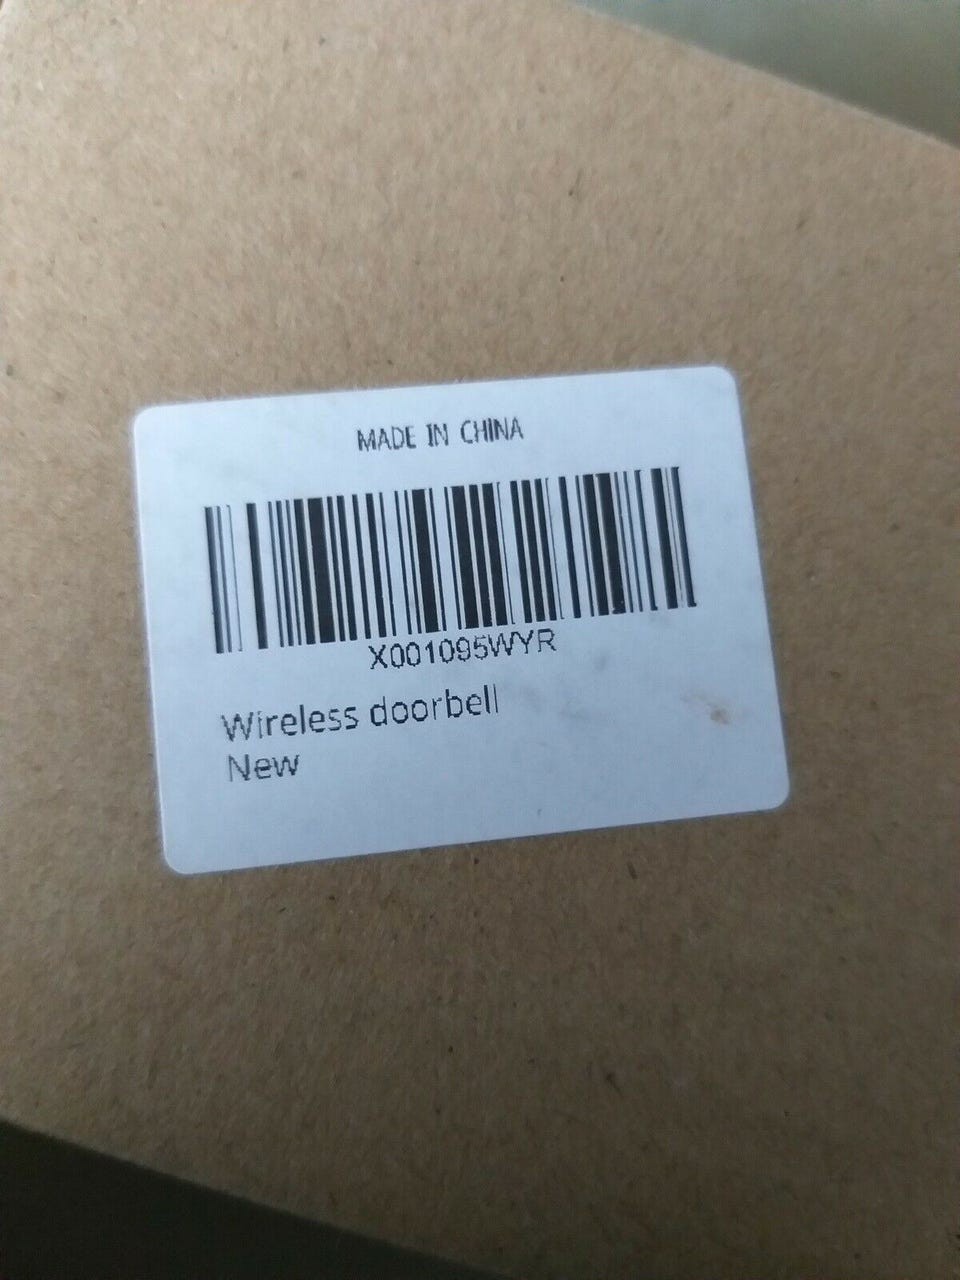 MADE IN CHINA
X001095WYR
Wireless doorbell
New